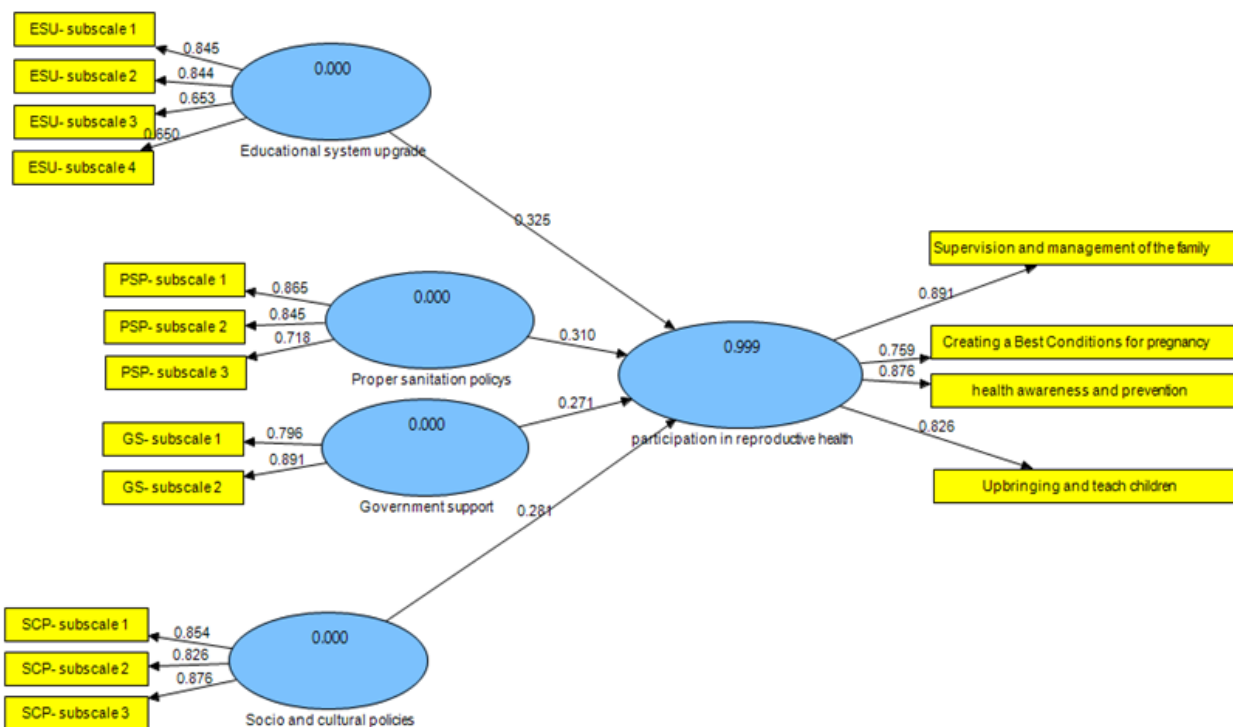 ESU- subscale 1
0.845
ESU- subscale 2
0.844
ESU- subscale 3
0.653
0.650
ESU- subscale 4
0.000
Educational system upgrade
0.325
PSP- subscale 1
0.865
PSP- subscale 2
0.845
PSP- subscale 3
0.718
0.000
Proper sanitation policys
0.310
GS- subscale 1
0.796
GS- subscale 2
0.891
0.000
Government support
0.271
SCP- subscale 1
0.854
SCP- subscale 2
0.826
SCP- subscale 3
0.876
0.000
Socio and cultural policies
0.281
0.999
participation in reproductive health
Supervision and management of the family
0.891
Creating a Best Conditions for pregnancy
0.759
health awareness and prevention
0.876
Upbringing and teach children
0.826